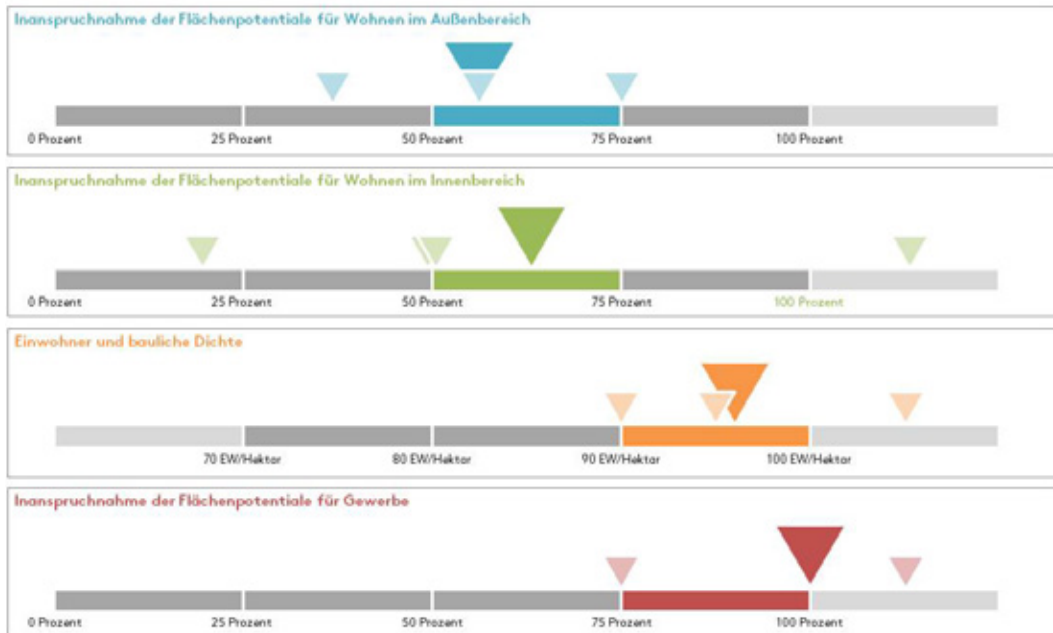 Inanspruchnahme der Flächenpotentiale für Wohnen im Außenbereich
0 Prozent 25 Prozent 50 Prozent 75 Prozent 100 Prozent
Inanspruchnahme der Flächenpotentiale für Wohnen im Innenbereich
0 Prozent 25 Prozent 50 Prozent 75 Prozent 100 Prozent
Einwohner und bauliche Dichte
70 EW/Hektar 80 EW/Hektar 90 EW/Hektar 100 EW/Hektar
Inanspruchnahme der Flächenpotentiale für Gewerbe
0 Prozent 25 Prozent 50 Prozent 75 Prozent 100 Prozent